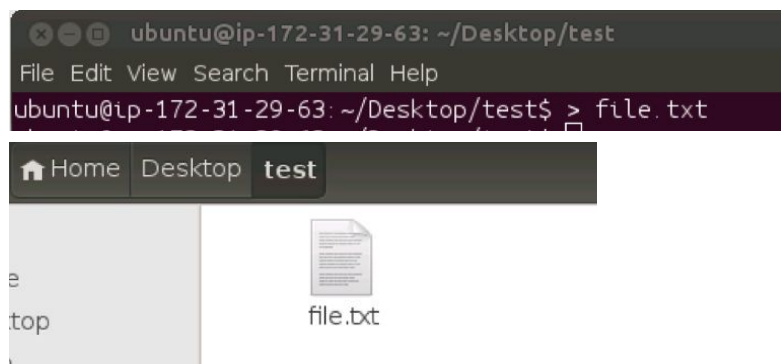 ubuntu@ip-172-31-29-63: ~/Desktop/test
File Edit View Search Terminal Help
ubuntu@ip-172-31-29-63:~/Desktop/test$ > file.txt
Home Desktop test
file.txt